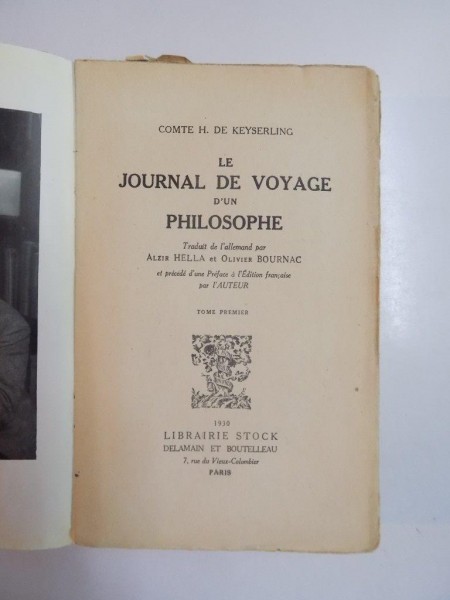 COMTE H. DE KEYSERLING
LE
JOURNAL DE VOYAGE
D'UN
PHILOSOPHE
Traduit de l'allemand par
ALZIR HELLA et OLIVIER BOURNAC
et précédé d'une Préface à l'Édition française
par l'AUTEUR
TOME PREMIER
1930
LIBRAIRIE STOCK
DELAMAIN ET BOUTELLEAU
7, rue du Vieux-Colombier
PARIS